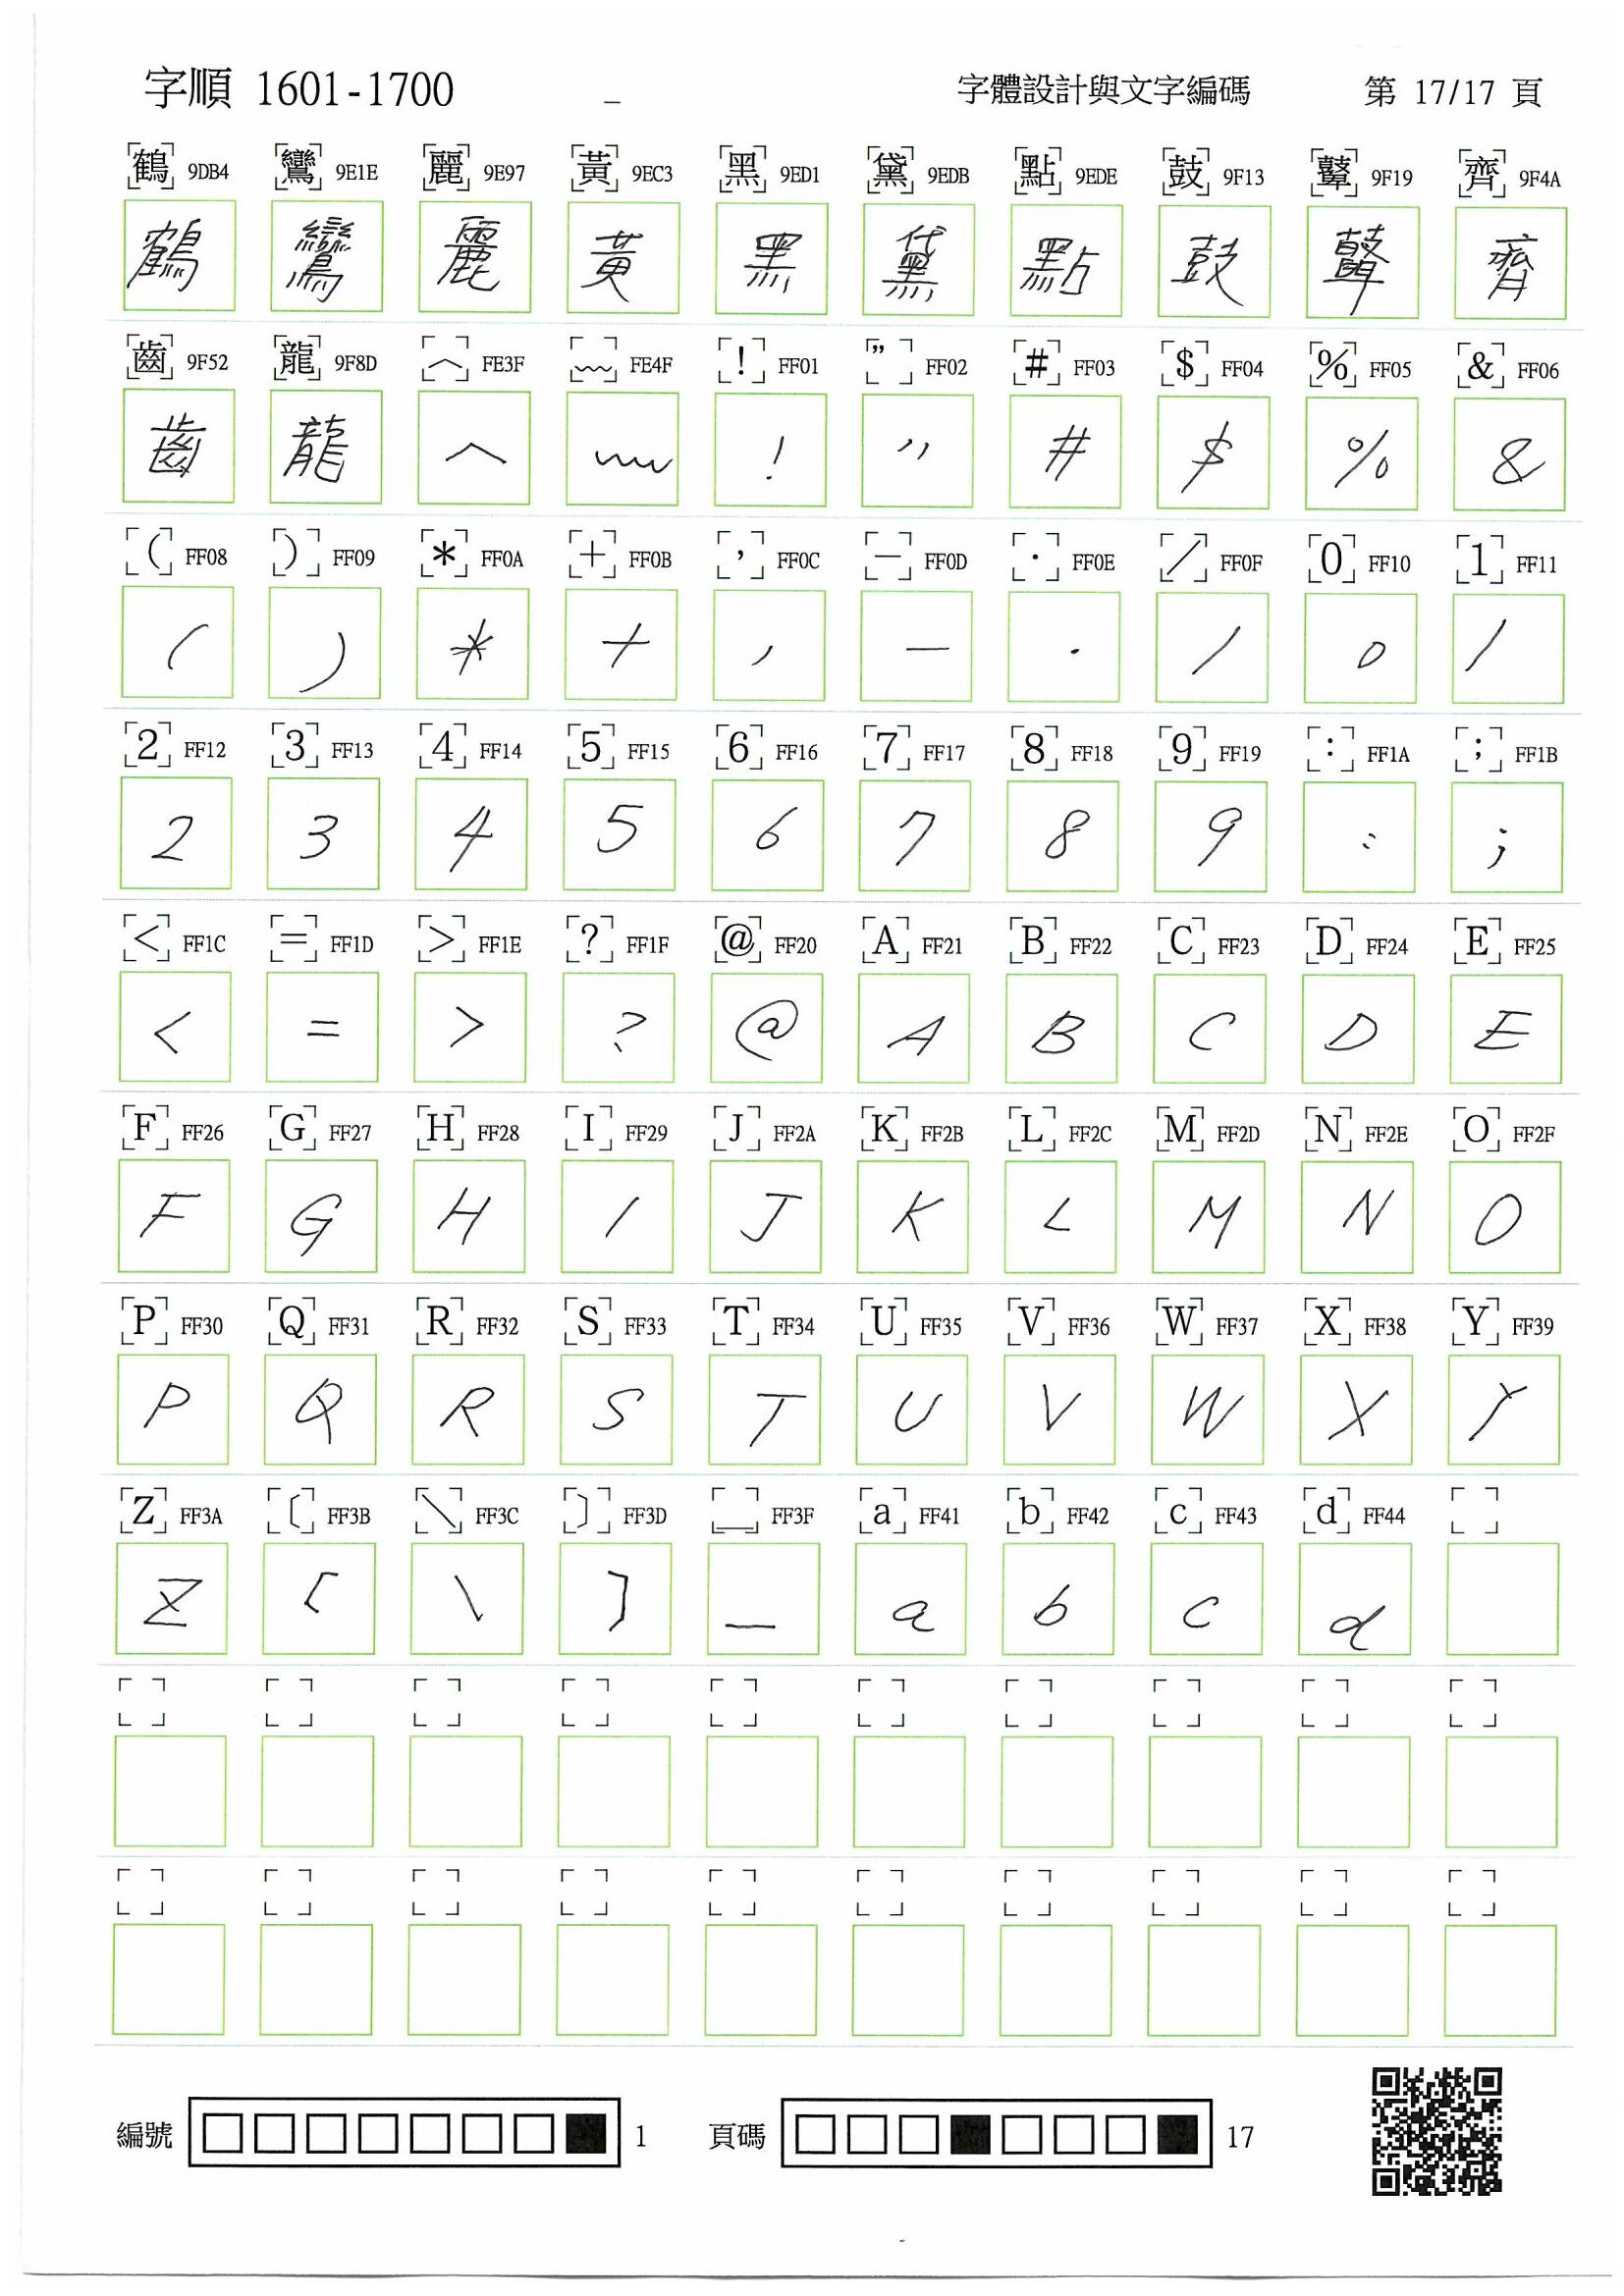 字順 1601-1700 _ 字體設計與文字編碼 第 17/17 頁
鶴 9DB4 鸞 9E1E 麗 9E97 黃 9EC3 黑 9ED1 黛 9EDB 點 9EDE 鼓 9F13 鼙 9F19 齊 9F4A
鶴 鸞 麗 黃 黑 黛 點 鼓 鼙 齊
齒 9F52 龍 9F8D ︿ FE3F ﹏ FE4F ! FF01 ” FF02 # FF03 $ FF04 % FF05 & FF06
齒 龍 ︿ ﹏ ! ” # $ % &
( FF08 ) FF09 * FF0A + FF0B , FF0C － FF0D . FF0E / FF0F 0 FF10 1 FF11
( ) * + , － . / 0 1
2 FF12 3 FF13 4 FF14 5 FF15 6 FF16 7 FF17 8 FF18 9 FF19 : FF1A ; FF1B
2 3 4 5 6 7 8 9 : ;
< FF1C = FF1D > FF1E ? FF1F @ FF20 A FF21 B FF22 C FF23 D FF24 E FF25
< = > ? @ A B C D E
F FF26 G FF27 H FF28 I FF29 J FF2A K FF2B L FF2C M FF2D N FF2E O FF2F
F G H I J K L M N O
P FF30 Q FF31 R FF32 S FF33 T FF34 U FF35 V FF36 W FF37 X FF38 Y FF39
P Q R S T U V W X Y
Z FF3A 〔 FF3B \ FF3C 〕 FF3D _ FF3F a FF41 b FF42 c FF43 d FF44
Z [ \ ] _ a b c d
編號 1 頁碼 17